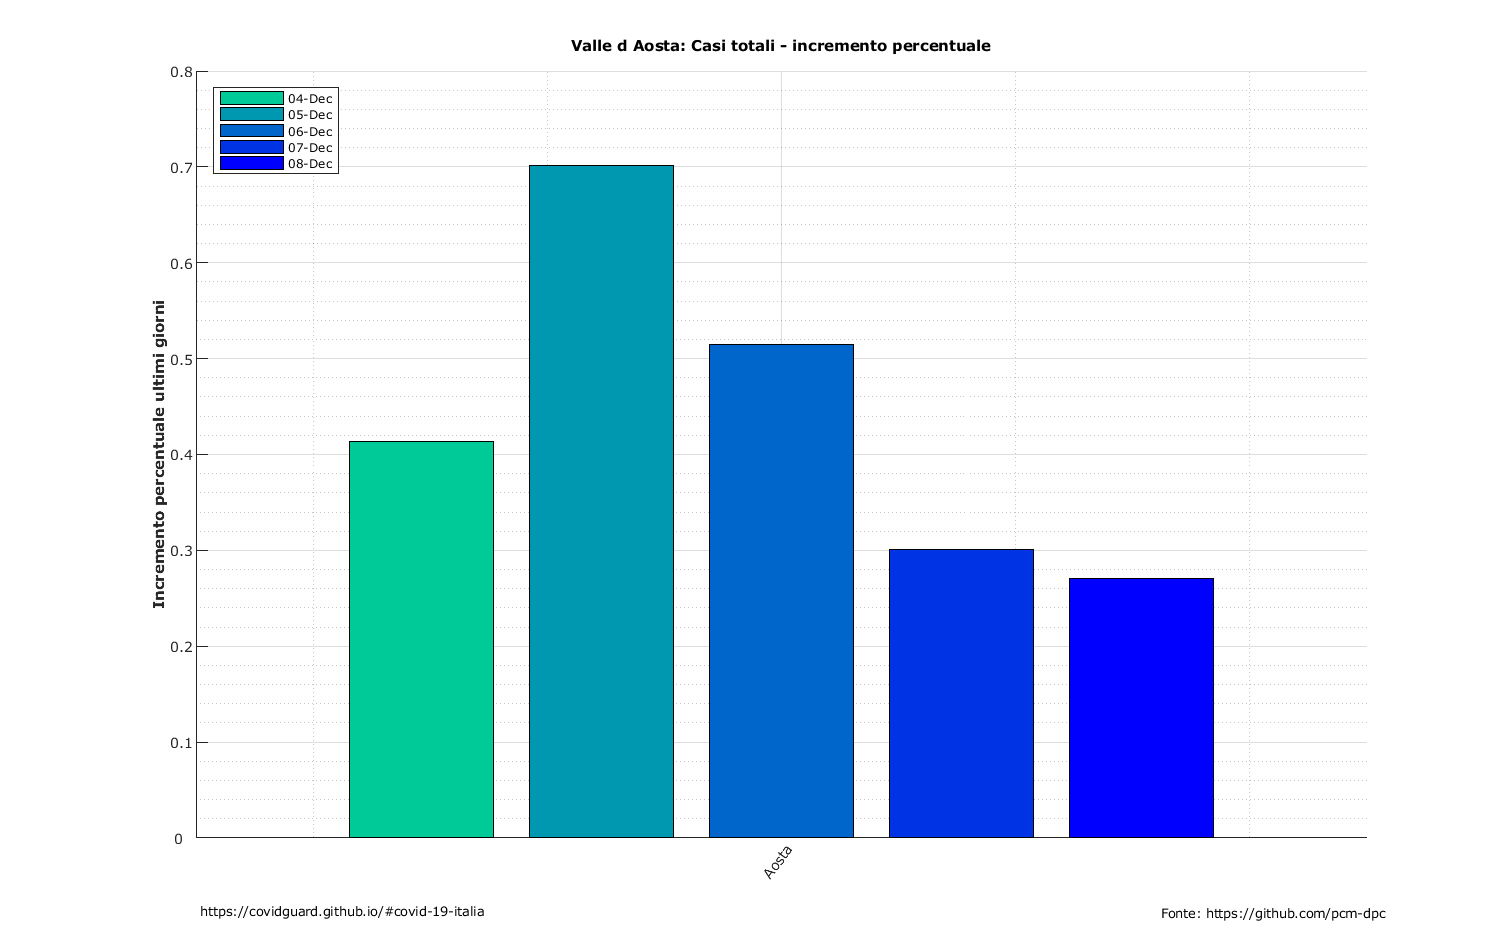 Valle d Aosta: Casi totali - incremento percentuale
04-Dec
05-Dec
06-Dec
07-Dec
08-Dec
Incremento percentuale ultimi giorni
0.8
0.7
0.6
0.5
0.4
0.3
0.2
0.1
0
Aosta
https://covidguard.github.io/#covid-19-italia
Fonte: https://github.com/pcm-dpc